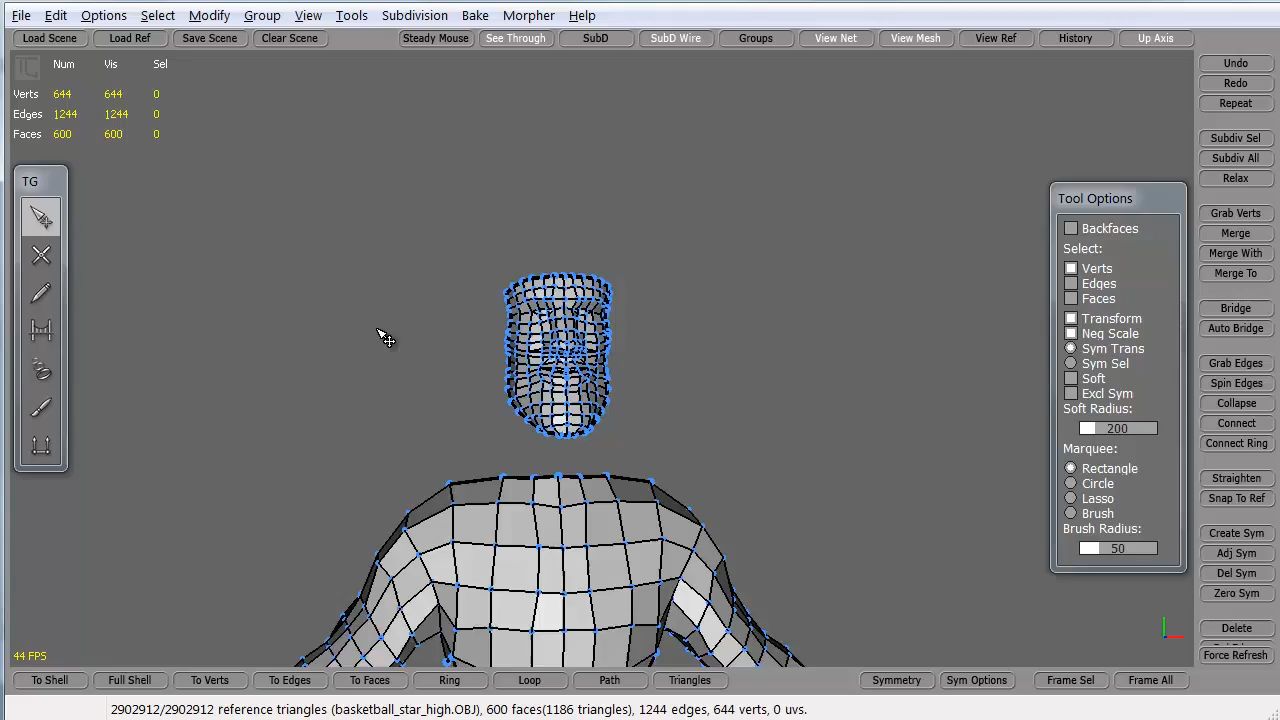 File Edit Options Select Modify Group View Tools Subdivision Bake Morpher Help
Load Scene Load Ref Save Scene Clear Scene Steady Mouse See Through SubD SubD Wire Groups View Net View Mesh View Ref History Up Axis
Num Vis Sel
Verts 644 644 0
Edges 1244 1244 0
Faces 600 600 0
TG
Tool Options
Backfaces
Select:
Verts
Edges
Faces
Transform
Neg Scale
Sym Trans
Sym Sel
Soft
Excl Sym
Soft Radius:
200
Marquee:
Rectangle
Circle
Lasso
Brush
Brush Radius:
50
Undo
Redo
Repeat
Subdiv Sel
Subdiv All
Relax
Grab Verts
Merge
Merge With
Merge To
Bridge
Auto Bridge
Grab Edges
Spin Edges
Collapse
Connect
Connect Ring
Straighten
Snap To Ref
Create Sym
Adj Sym
Del Sym
Zero Sym
Delete
Force Refresh
44 FPS
To Shell Full Shell To Verts To Edges To Faces Ring Loop Path Triangles Symmetry Sym Options Frame Sel Frame All
2902912/2902912 reference triangles (basketball_star_high.OBJ), 600 faces(1186 triangles), 1244 edges, 644 verts, 0 uvs.